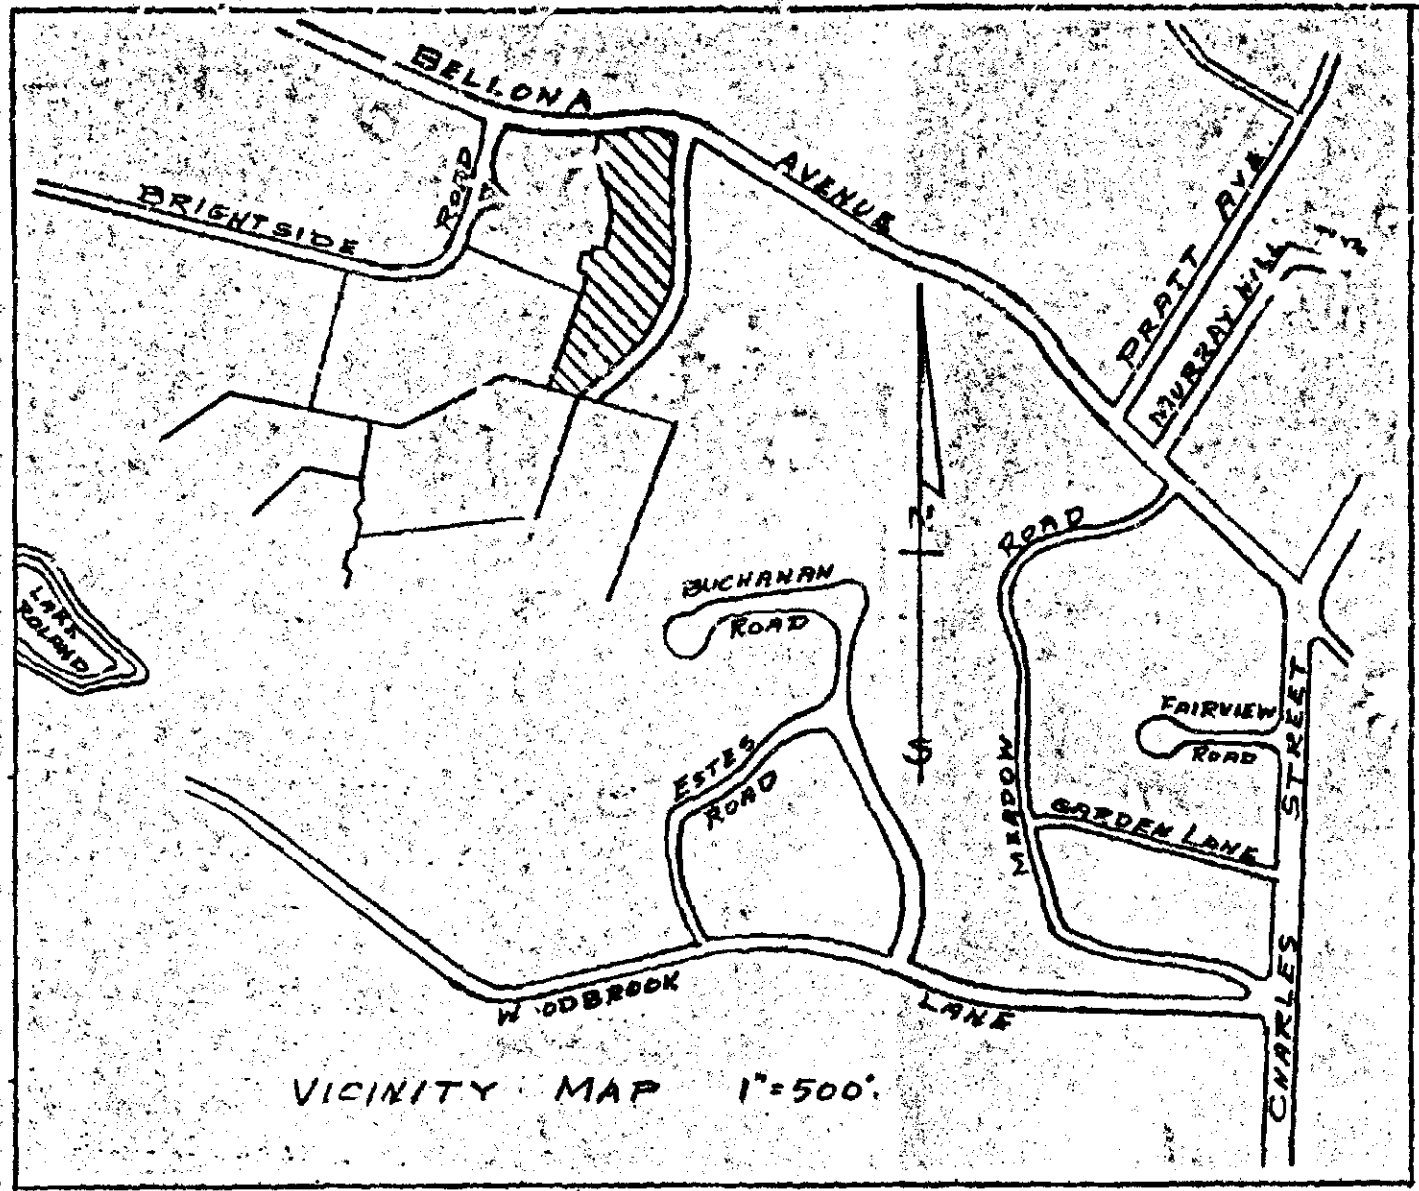 BELLONA
AVENUE
BRIGHTSIDE
ROAD
PRATT AVE.
MURRAY HILL
N
S
ROAD
MEADOW
LAKE
ROLAND
BUCHANAN
ROAD
ESTES
ROAD
FAIRVIEW
ROAD
GARDEN LANE
CHARLES STREET
W ODBROOK
LANE
VICINITY MAP 1"=500'.